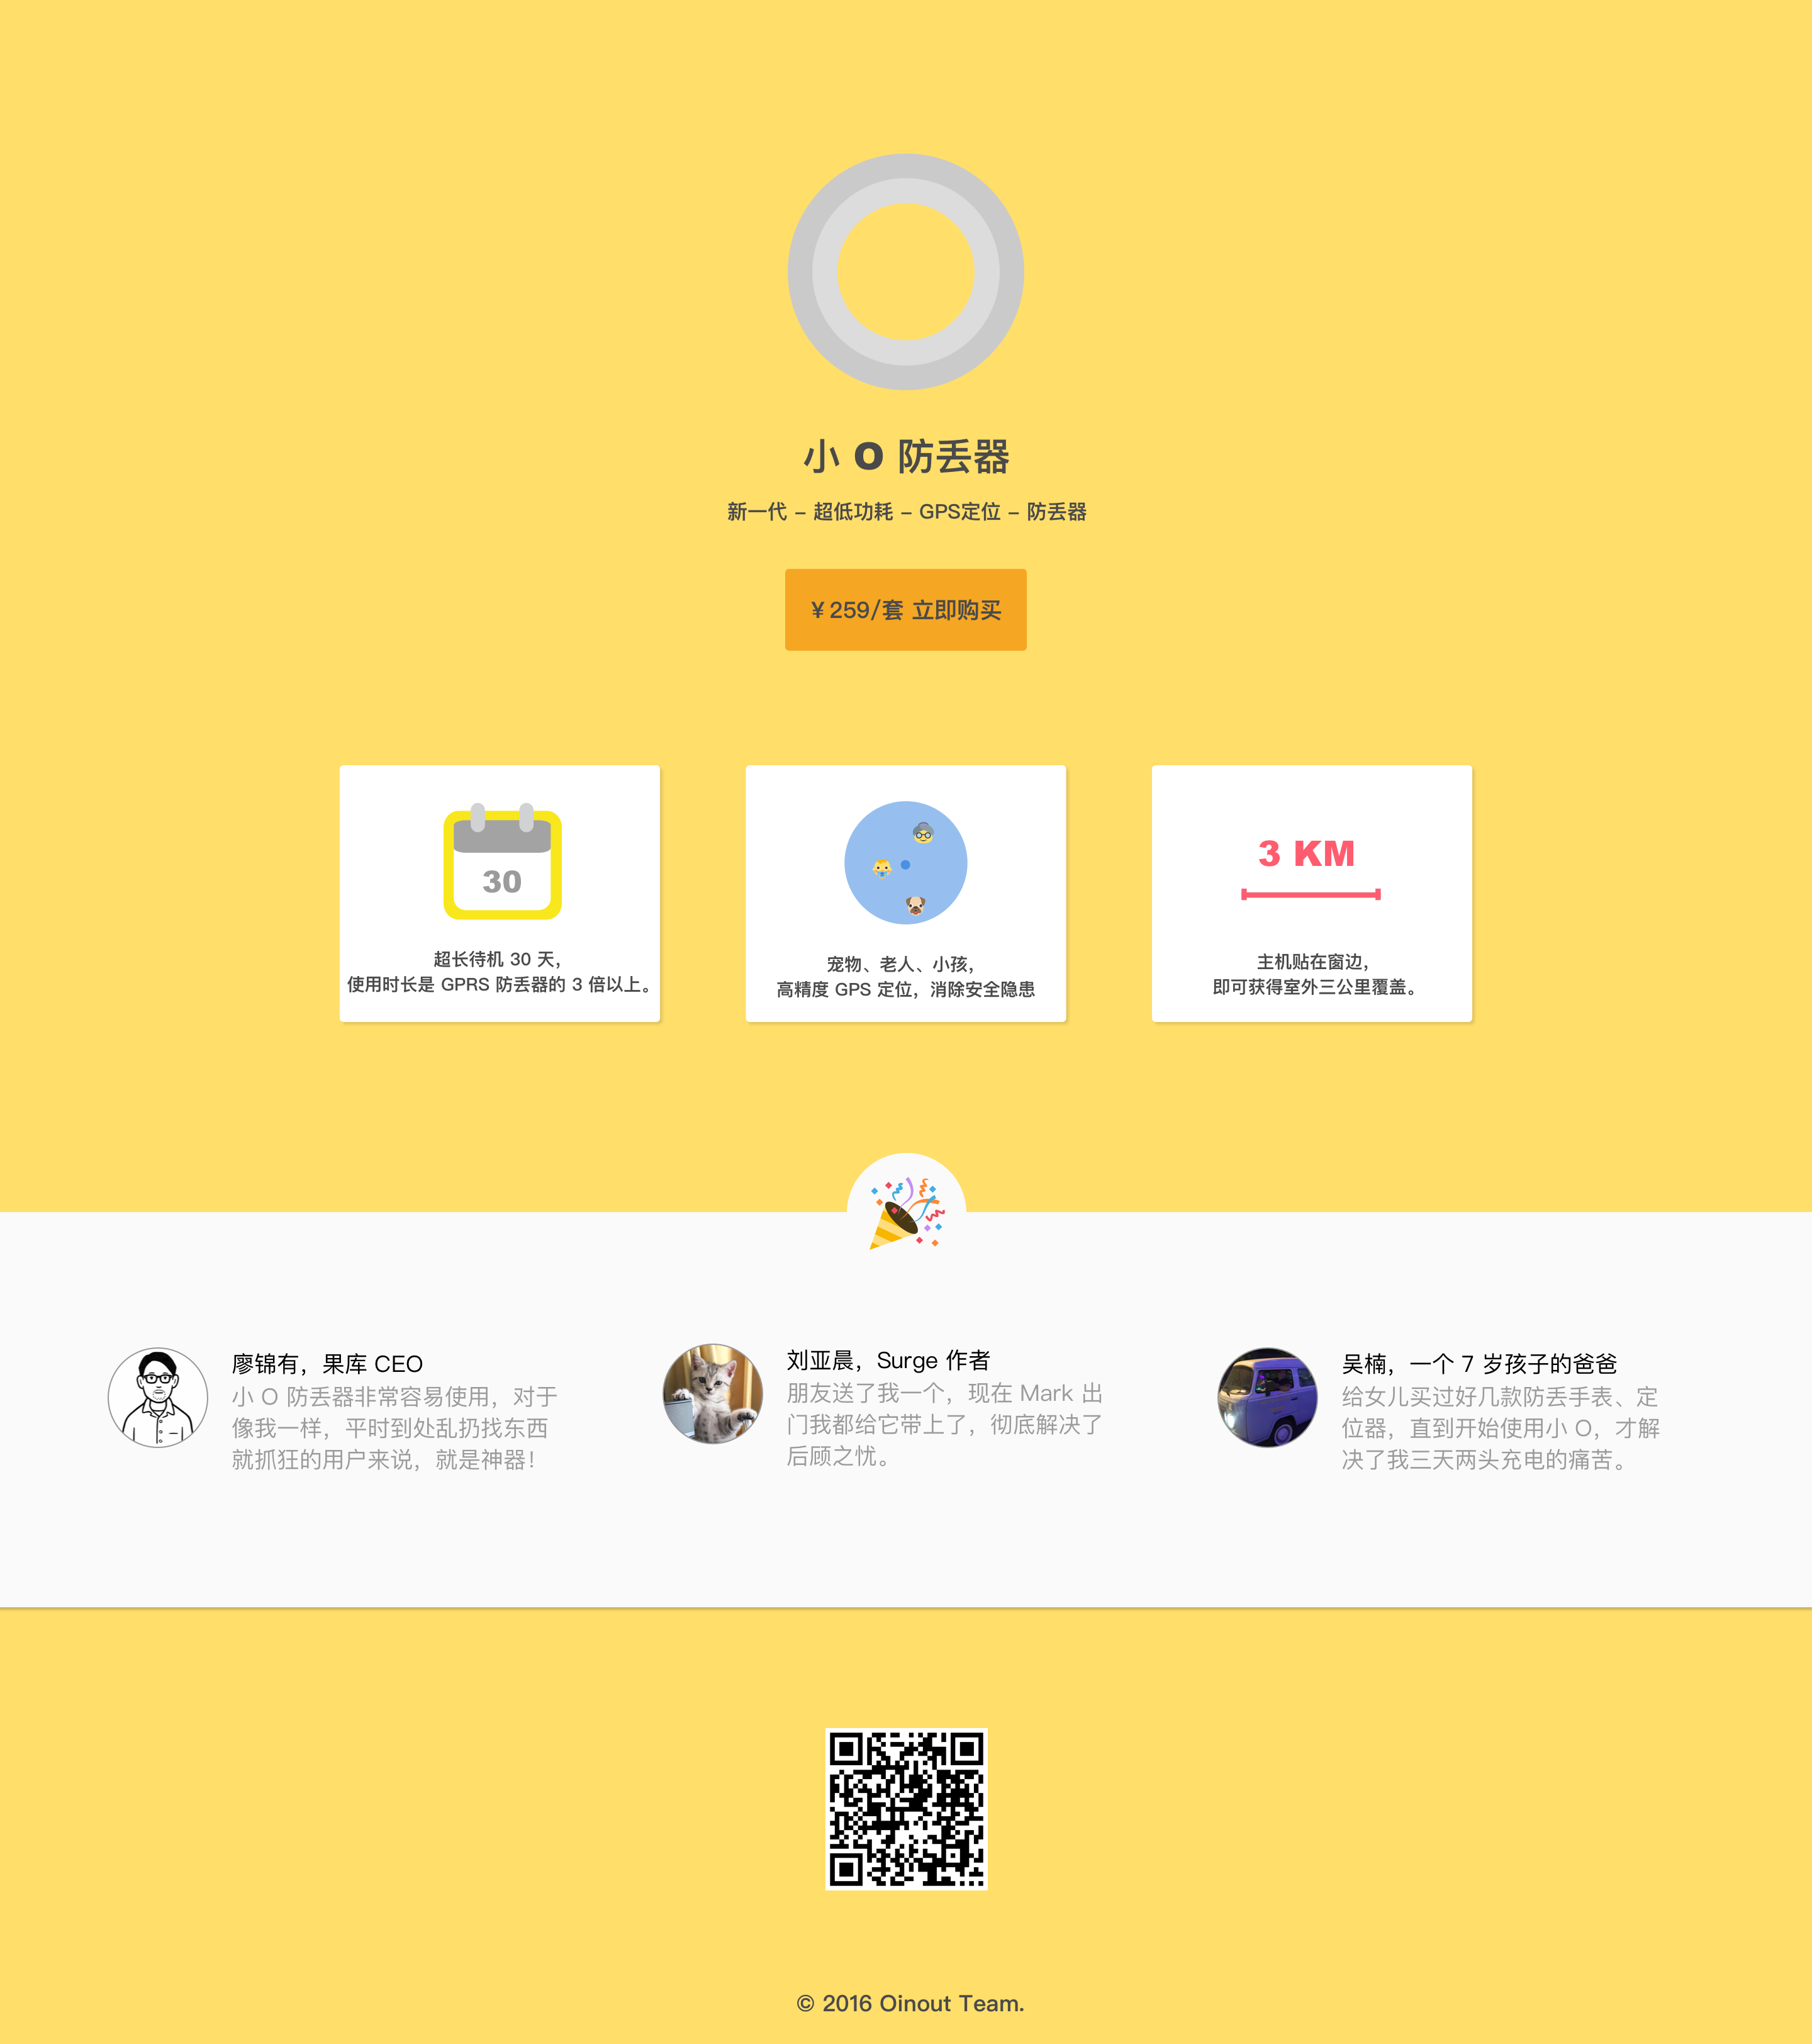 小 O 防丢器
新一代 - 超低功耗 - GPS定位 - 防丢器
¥259/套 立即购买
30
超长待机 30 天，
使用时长是 GPRS 防丢器的 3 倍以上。
宠物、老人、小孩，
高精度 GPS 定位，消除安全隐患
3 KM
主机贴在窗边，
即可获得室外三公里覆盖。
廖锦有，果库 CEO
小 O 防丢器非常容易使用，对于
像我一样，平时到处乱扔找东西
就抓狂的用户来说，就是神器！
刘亚晨，Surge 作者
朋友送了我一个，现在 Mark 出
门我都给它带上了，彻底解决了
后顾之忧。
吴楠，一个 7 岁孩子的爸爸
给女儿买过好几款防丢手表、定
位器，直到开始使用小 O，才解
决了我三天两头充电的痛苦。
© 2016 Oinout Team.